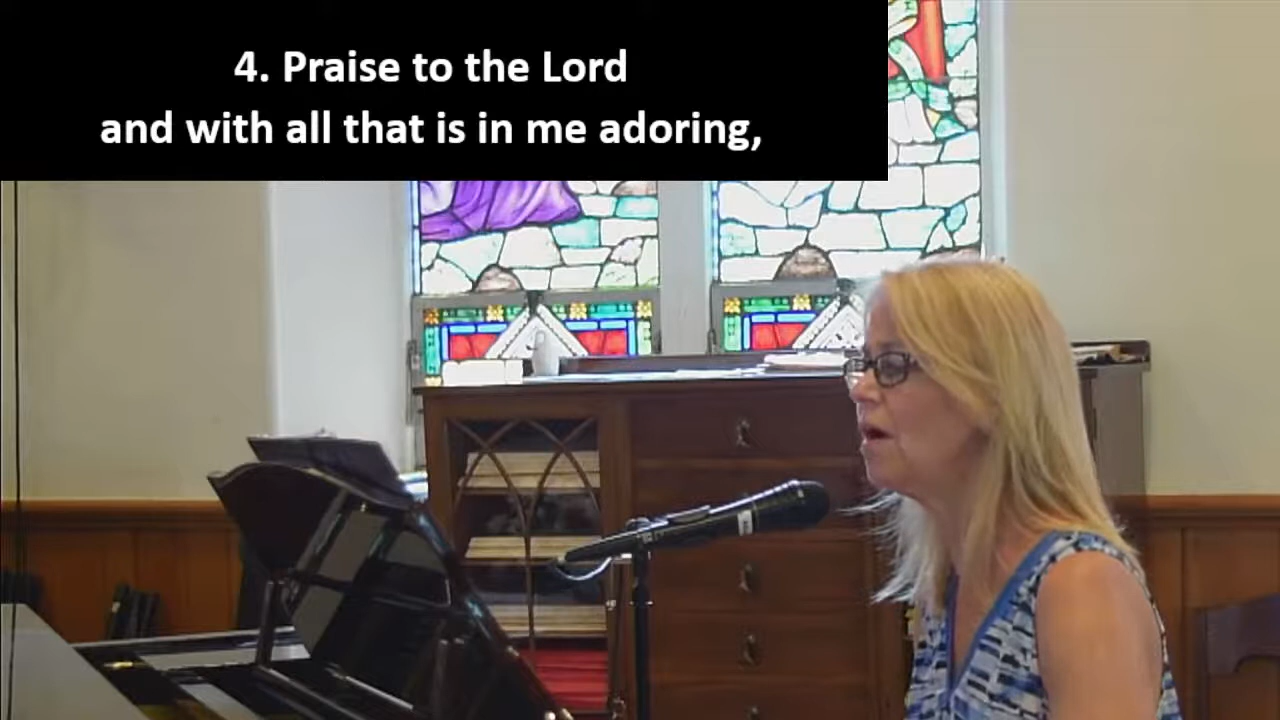 4. Praise to the Lord
and with all that is in me adoring,